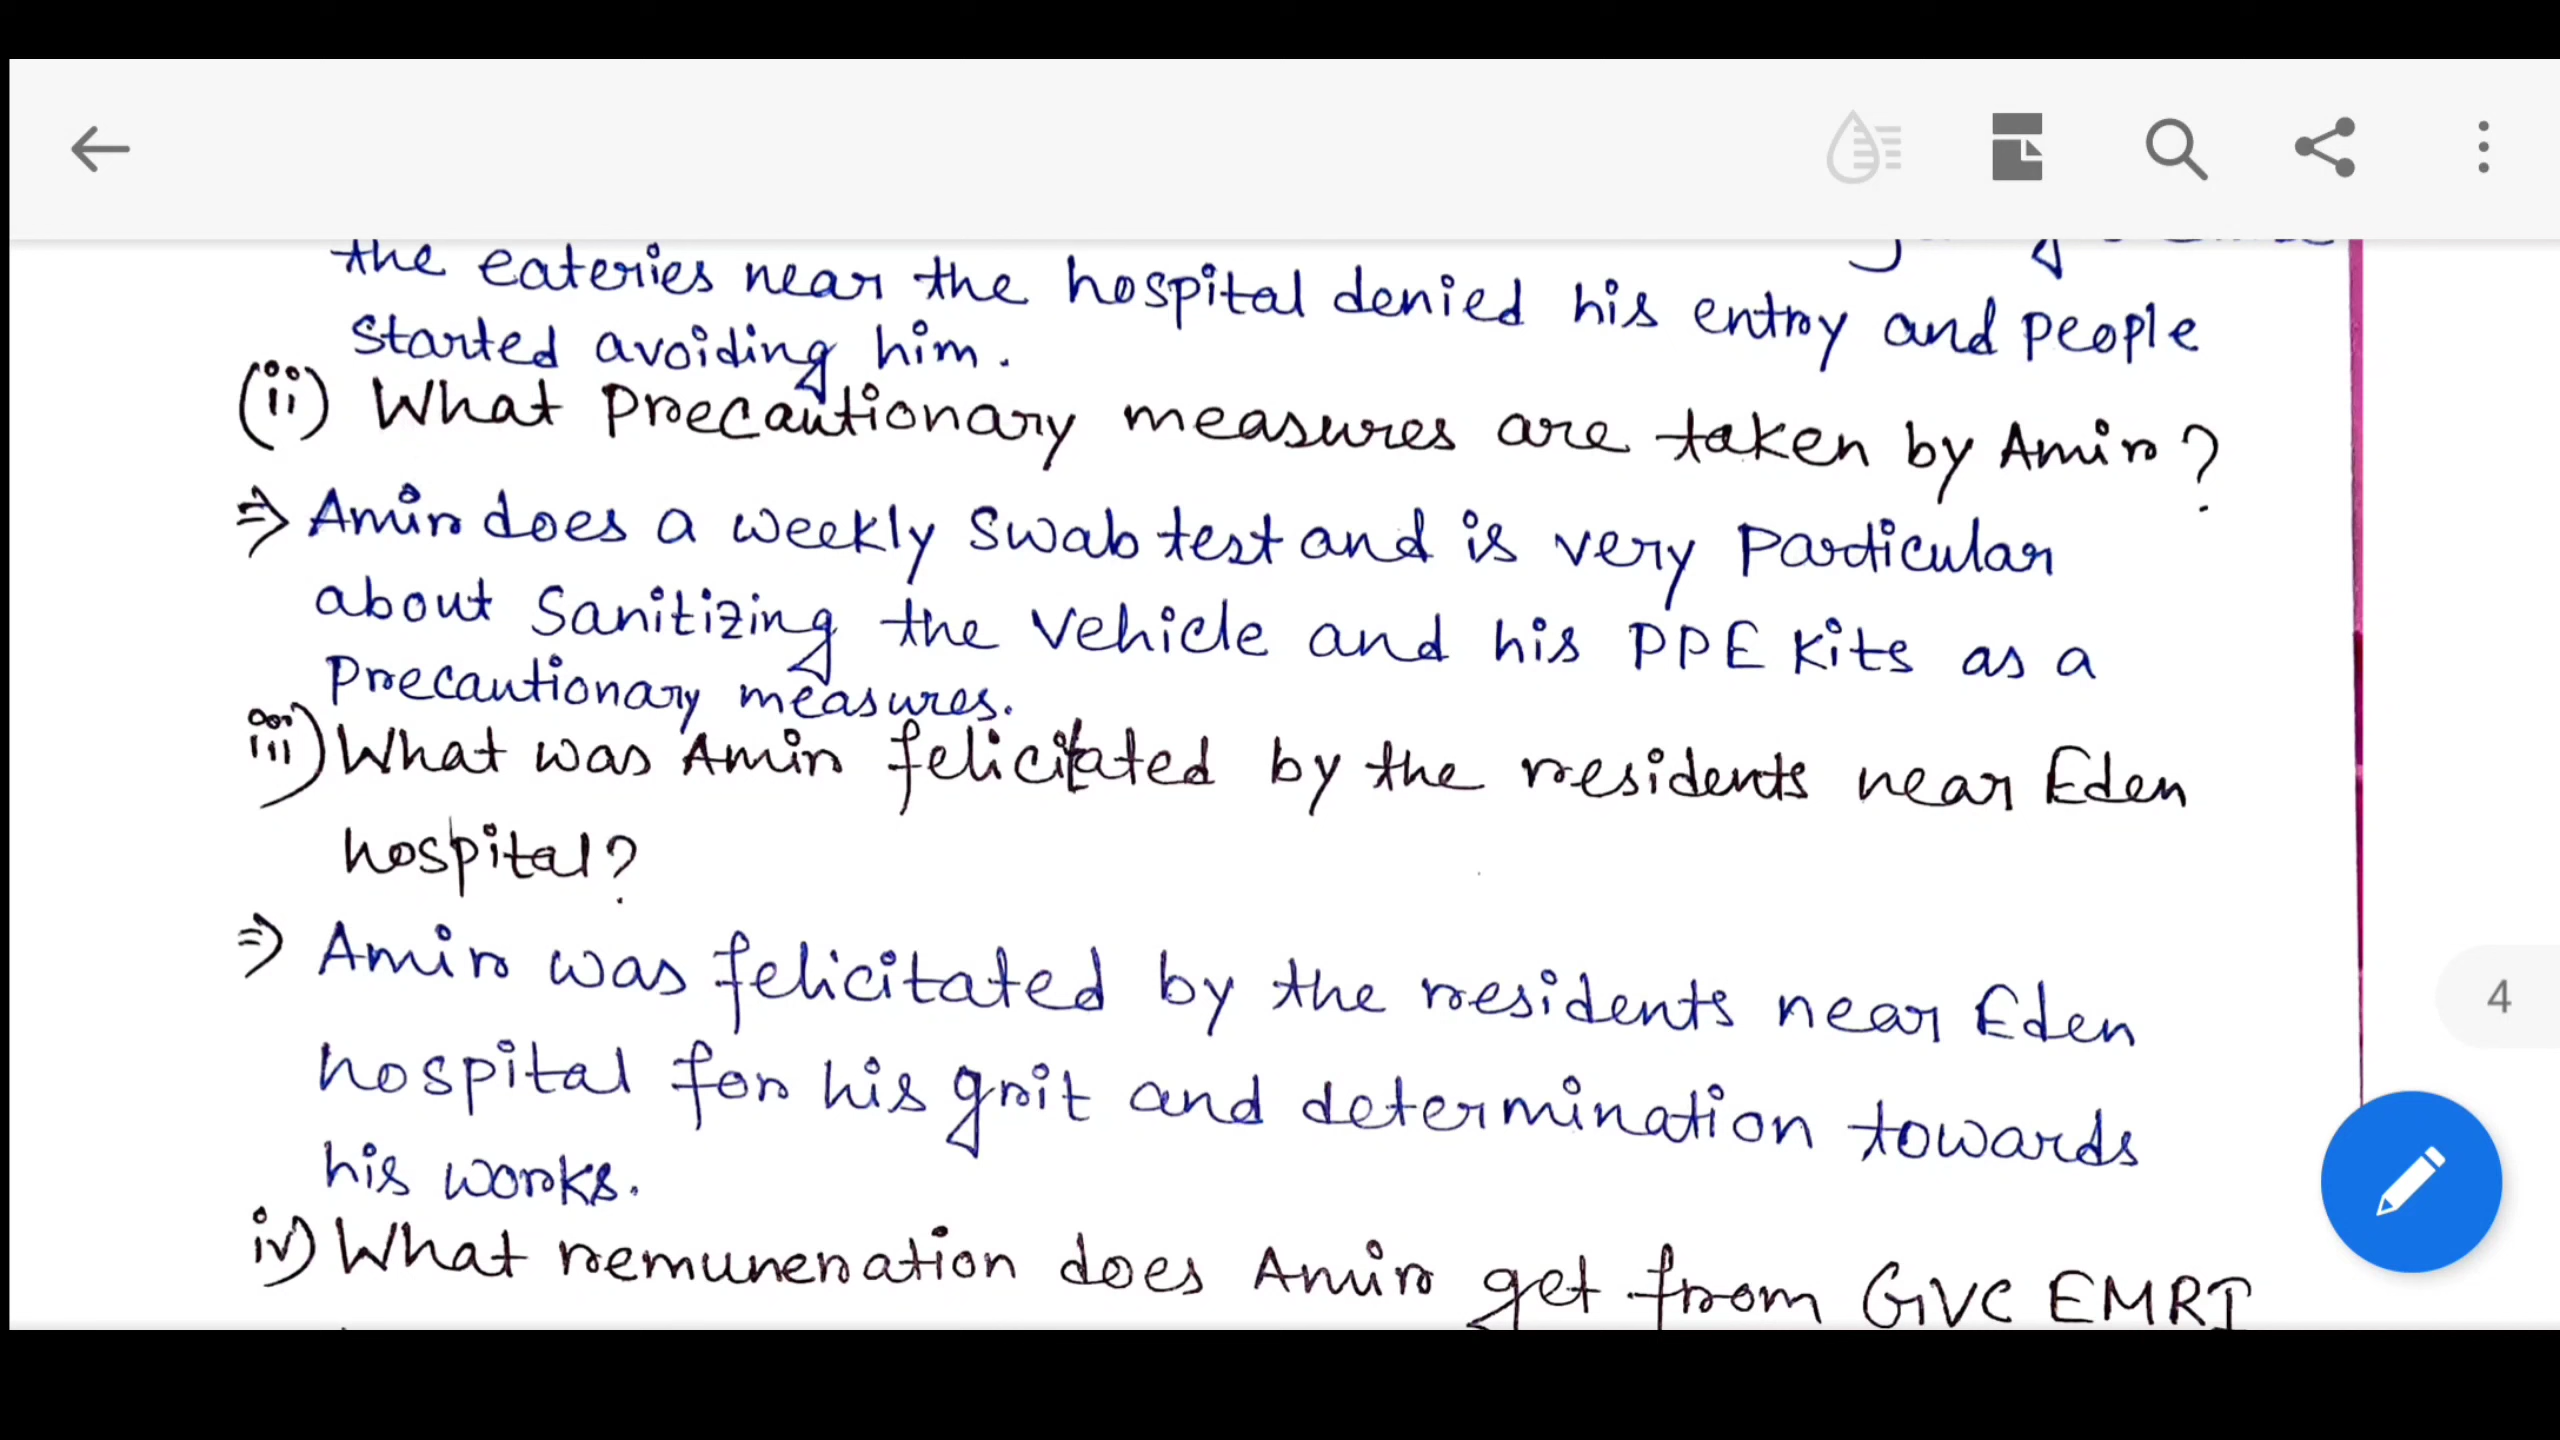 the eateries near the hospital denied his entry and people
started avoiding him.
(ii) What precautionary measures are taken by Amir?
⇒ Amir does a weekly swab test and is very particular
about sanitizing the vehicle and his PPE kits as a
precautionary measures.
iii) What was Amir felicitated by the residents near Eden
hospital?
⇒ Amir was felicitated by the residents near Eden
hospital for his grit and determination towards
his works.
4
iv) What remuneration does Amir get from GVC EMRI